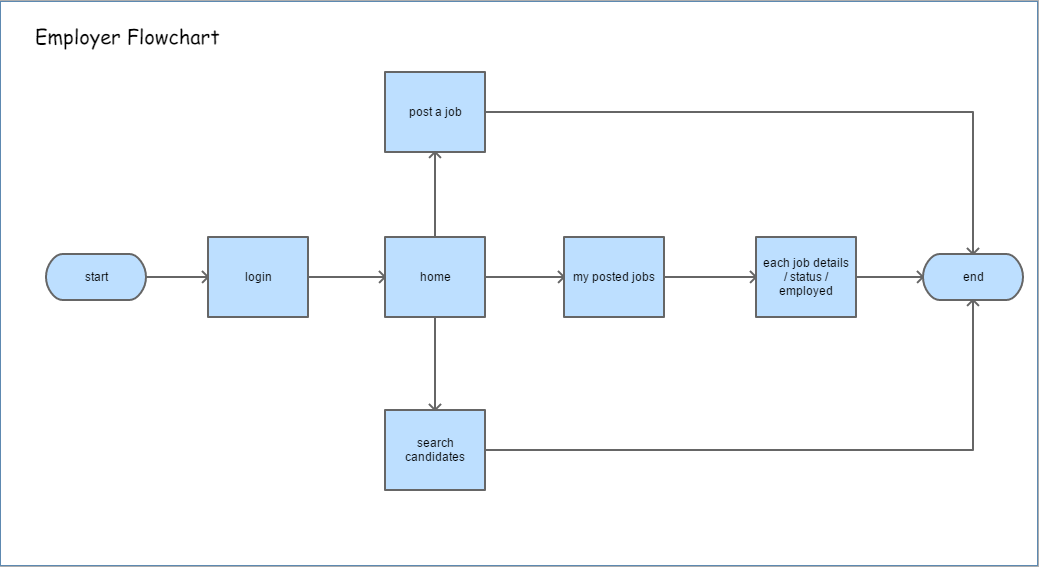 Employer Flowchart
post a job
start
login
home
my posted jobs
each job details
/ status /
employed
end
search
candidates